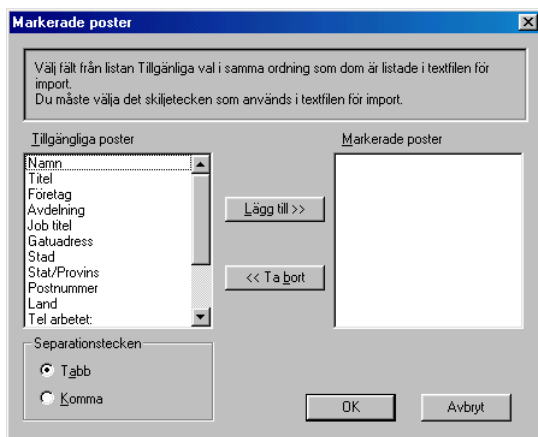 Markerade poster
Välj fält från listan Tillgänliga val i samma ordning som dom är listade i textfilen för
import.
Du måste välja det skiljetecken som används i textfilen för import.
Tillgängliga poster
Markerade poster
Namn
Titel
Företag
Avdelning
Job titel
Gatuadress
Stad
Stat/Provins
Postnummer
Land
Tel arbetet:
Lägg till >>
<< Ta bort
Separationstecken
Tabb
Komma
OK
Avbryt